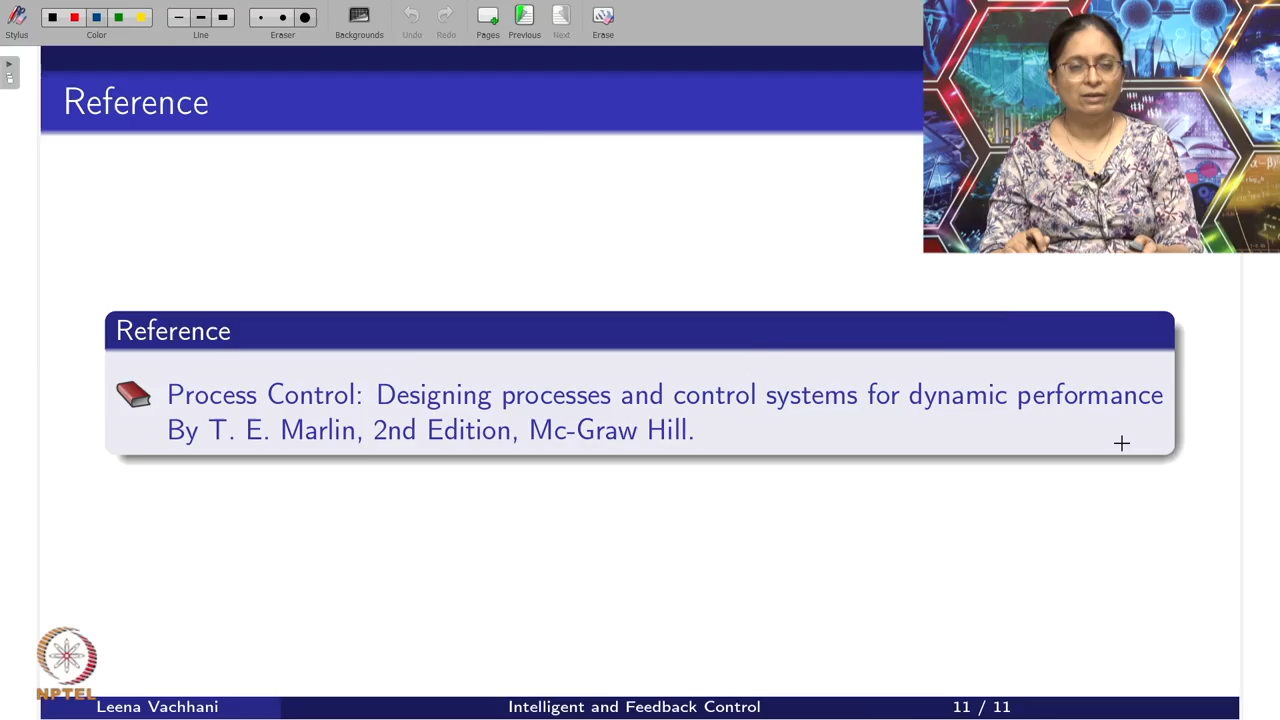 Stylus
Color
Line
Eraser
Backgrounds
Undo
Redo
Pages
Previous
Next
Erase
Reference
α-β)
Reference
Process Control: Designing processes and control systems for dynamic performance
By T. E. Marlin, 2nd Edition, Mc-Graw Hill.
NPTEL
Leena Vachhani
Intelligent and Feedback Control
11 / 11